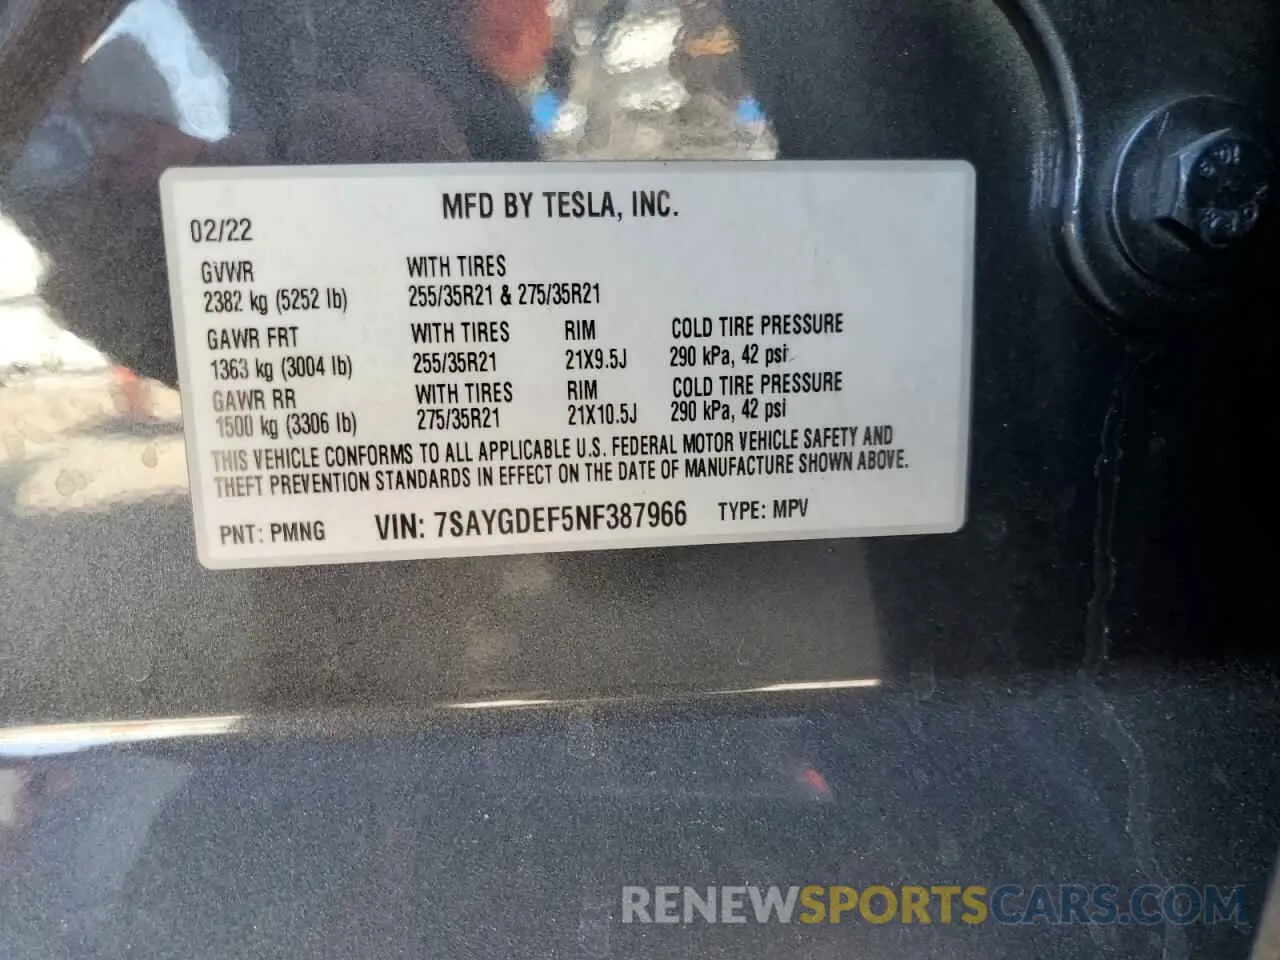 MFD BY TESLA, INC.
02/22
GVWR WITH TIRES
2382 kg (5252 lb) 255/35R21 & 275/35R21
GAWR FRT WITH TIRES RIM COLD TIRE PRESSURE
1363 kg (3004 lb) 255/35R21 21X9.5J 290 kPa, 42 psi
GAWR RR WITH TIRES RIM COLD TIRE PRESSURE
1500 kg (3306 lb) 275/35R21 21X10.5J 290 kPa, 42 psi
THIS VEHICLE CONFORMS TO ALL APPLICABLE U.S. FEDERAL MOTOR VEHICLE SAFETY AND
THEFT PREVENTION STANDARDS IN EFFECT ON THE DATE OF MANUFACTURE SHOWN ABOVE.
PNT: PMNG VIN: 7SAYGDEF5NF387966 TYPE: MPV
RENEWSPORTSCARS.COM